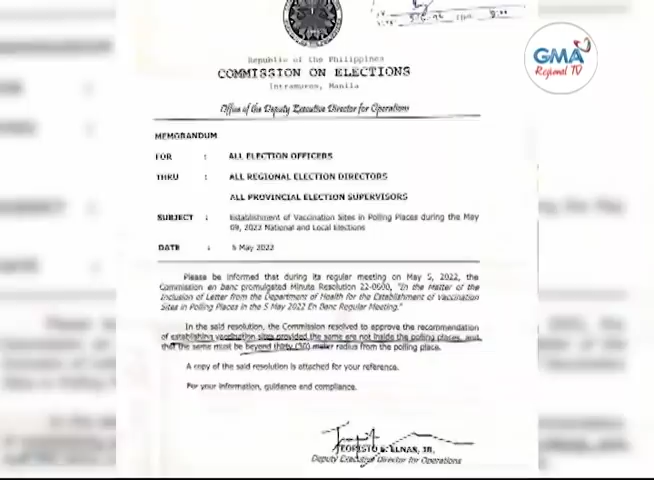 GMA
Regional TV
Republic of the Philippines
COMMISSION ON ELECTIONS
Intramuros, Manila
Office of the Deputy Executive Director for Operations
MEMORANDUM
FOR : ALL ELECTION OFFICERS
THRU : ALL REGIONAL ELECTION DIRECTORS
ALL PROVINCIAL ELECTION SUPERVISORS
SUBJECT : Establishment of Vaccination Sites in Polling Places during the May
09, 2022 National and Local Elections
DATE : 5 May 2022
Please be informed that during its regular meeting on May 5, 2022, the
Commission en banc promulgated Minute Resolution 22-0600, "In the Matter of the
Inclusion of Letter from the Department of Health for the Establishment of Vaccination
Sites in Polling Places in the 5 May 2022 En Banc Regular Meeting."
In the said resolution, the Commission resolved to approve the recommendation
of establishing vaccination sites provided the same are not inside the polling places, and
that the same must be beyond thirty (30) meter radius from the polling place.
A copy of the said resolution is attached for your reference.
For your information, guidance and compliance.
TEOPISTO E. ELNAS, JR.
Deputy Executive Director for Operations